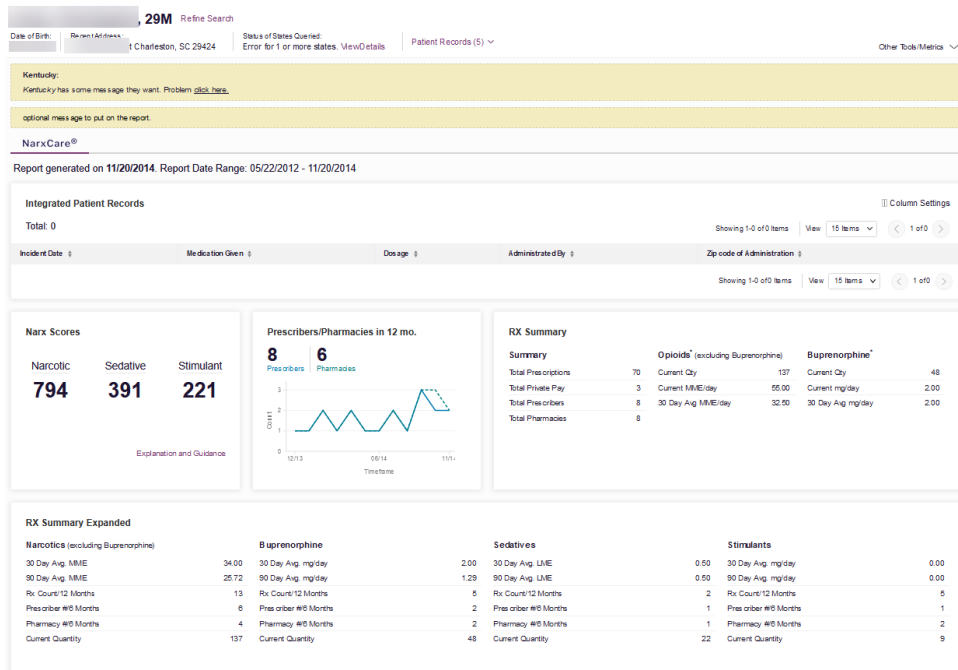 , 29M Refine Search
Date of Birth: Recent Address: Status of States Queried:
t Charleston, SC 29424 Error for 1 or more states. ViewDetails Patient Records (5)
Other Tools/Metrics
Kentucky:
Kentucky has some message they want. Problem click here.
optional message to put on the report.
NarxCare®
Report generated on 11/20/2014. Report Date Range: 05/22/2012 - 11/20/2014
Integrated Patient Records
Column Settings
Total: 0
Showing 1-0 of 0 Items View 15 Items 1 of 0
Incident Date Medication Given Dosage Administrated By Zip code of Administration
Showing 1-0 of 0 Items View 15 Items 1 of 0
Narx Scores
Narcotic Sedative Stimulant
794 391 221
Explanation and Guidance
Prescribers/Pharmacies in 12 mo.
8 6
Prescribers Pharmacies
Count
3
2
1
0
12/13 06/14 11/14
Timeframe
RX Summary
Summary
Total Prescriptions 70
Total Private Pay 3
Total Prescribers 8
Total Pharmacies 8
Opioids* (excluding Buprenorphine)
Current Qty 137
Current MME/day 55.00
30 Day Avg MME/day 32.50
Buprenorphine*
Current Qty 48
Current mg/day 2.00
30 Day Avg mg/day 2.00
RX Summary Expanded
Narcotics (excluding Buprenorphine)
30 Day Avg. MME 34.00
90 Day Avg. MME 25.72
Rx Count/12 Months 13
Prescriber #/6 Months 6
Pharmacy #/6 Months 4
Current Quantity 137
Buprenorphine
30 Day Avg. mg/day 2.00
90 Day Avg. mg/day 1.29
Rx Count/12 Months 5
Prescriber #/6 Months 2
Pharmacy #/6 Months 2
Current Quantity 48
Sedatives
30 Day Avg. LME 0.50
90 Day Avg. LME 0.50
Rx Count/12 Months 2
Prescriber #/6 Months 1
Pharmacy #/6 Months 1
Current Quantity 22
Stimulants
30 Day Avg. mg/day 0.00
90 Day Avg. mg/day 0.00
Rx Count/12 Months 5
Prescriber #/6 Months 1
Pharmacy #/6 Months 2
Current Quantity 9